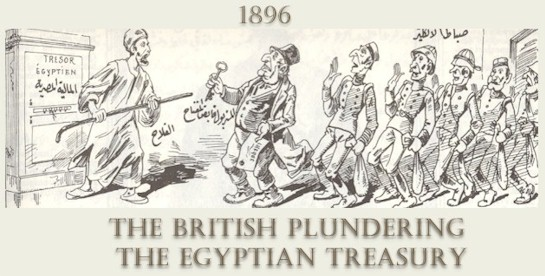 1896
TRESOR
EGYPTIEN
المالية المصرية
الفلاح
THE BRITISH PLUNDERING
THE EGYPTIAN TREASURY